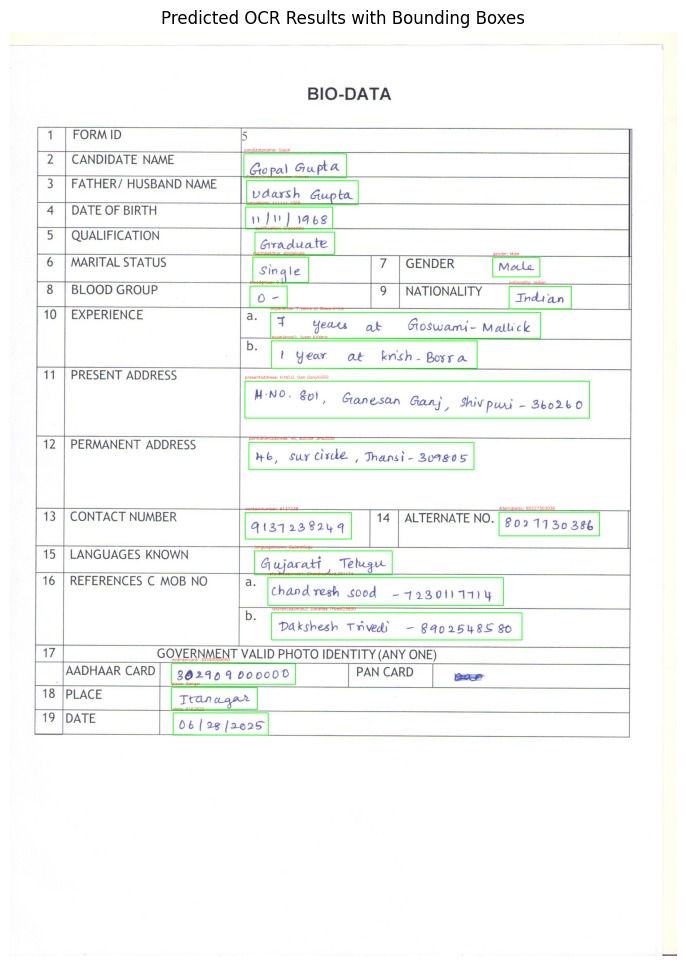 Predicted OCR Results with Bounding Boxes
BIO-DATA
1 FORM ID 5
2 CANDIDATE NAME Gopal Gupta
3 FATHER/ HUSBAND NAME Udarsh Gupta
4 DATE OF BIRTH 11/11/1968
5 QUALIFICATION Graduate
6 MARITAL STATUS Single 7 GENDER Male
8 BLOOD GROUP O - 9 NATIONALITY Indian
10 EXPERIENCE a. 7 years at Goswami-Mallick
b. 1 year at Krish-Borra
11 PRESENT ADDRESS H.NO. 801, Ganesan Ganj, Shivpuri - 360260
12 PERMANENT ADDRESS 46, sur circle, Jhansi - 309805
13 CONTACT NUMBER 9137238249 14 ALTERNATE NO. 8027730386
15 LANGUAGES KNOWN Gujarati, Telugu
16 REFERENCES C MOB NO a. Chandresh Sood - 7230117714
b. Dakshesh Trivedi - 8902548580
17 GOVERNMENT VALID PHOTO IDENTITY (ANY ONE)
AADHAAR CARD 302909000000 PAN CARD
18 PLACE Itanagar
19 DATE 06/28/2025